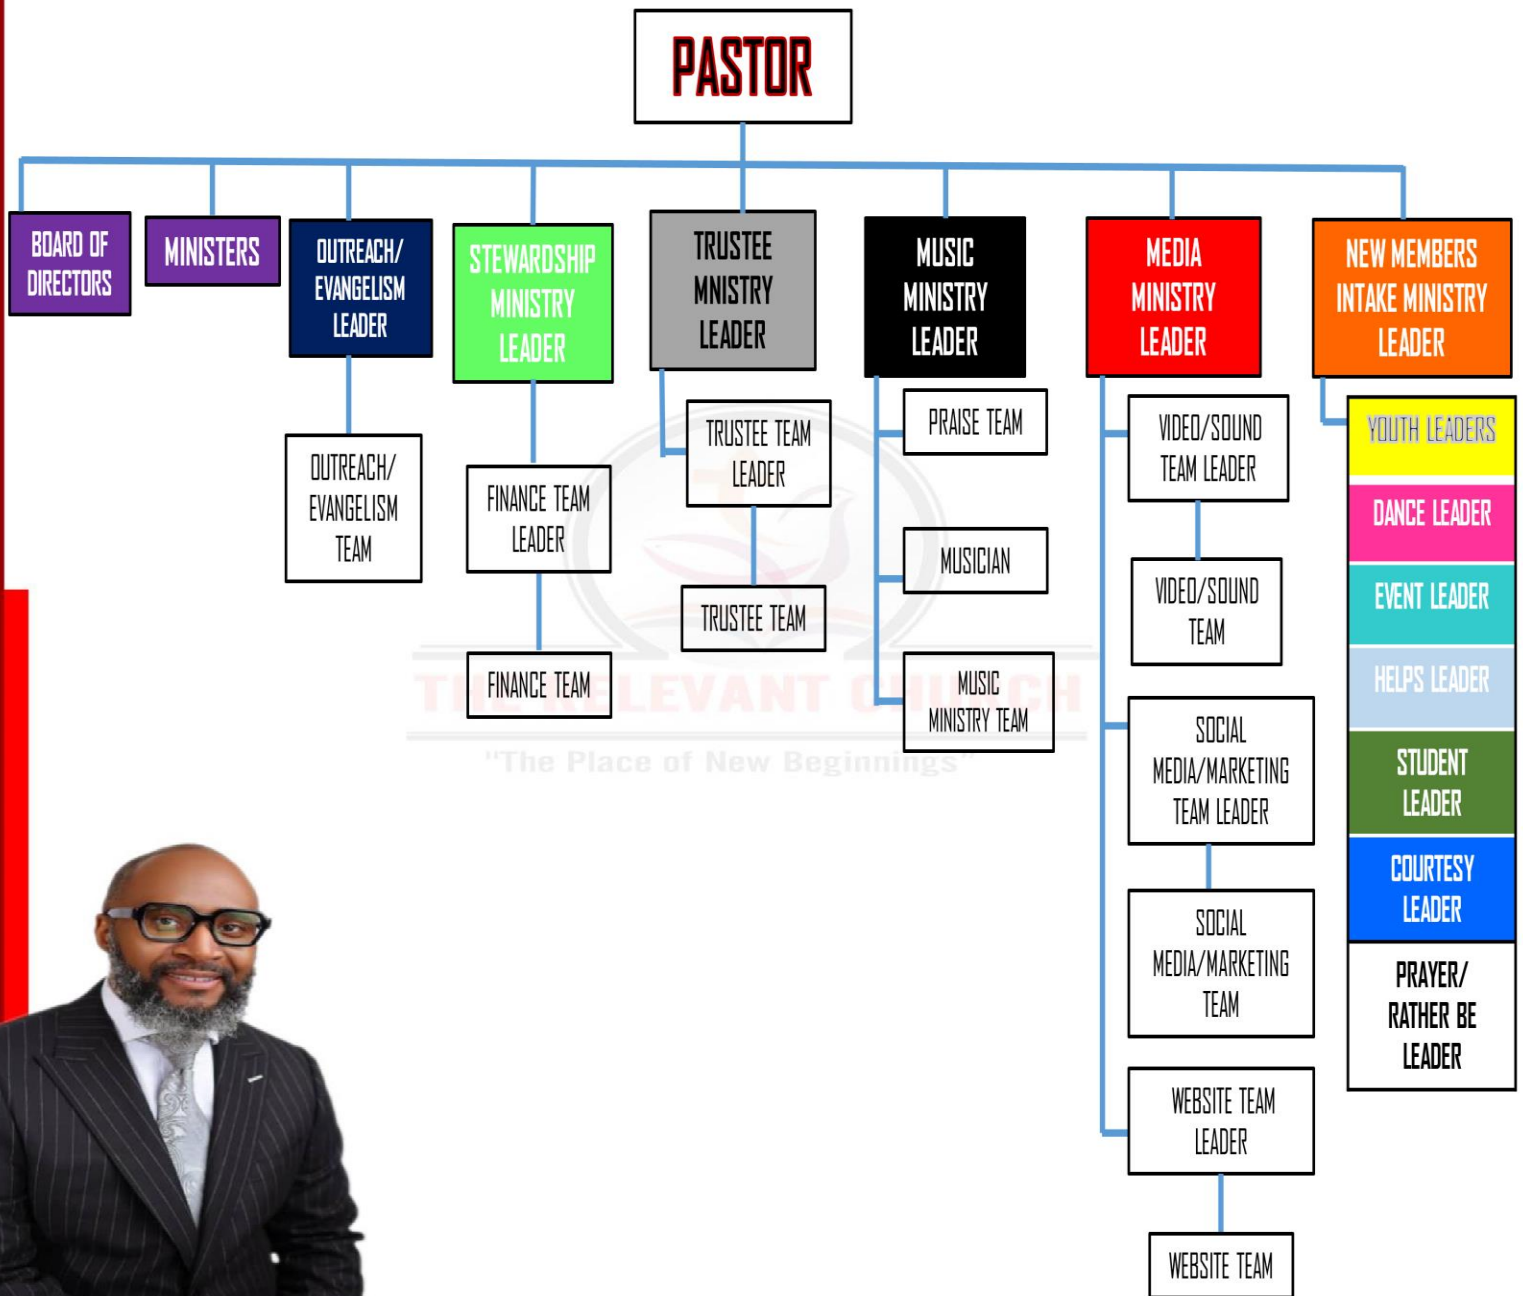 PASTOR
BOARD OF
DIRECTORS
MINISTERS
OUTREACH/
EVANGELISM
LEADER
STEWARDSHIP
MINISTRY
LEADER
TRUSTEE
MNISTRY
LEADER
MUSIC
MINISTRY
LEADER
MEDIA
MINISTRY
LEADER
NEW MEMBERS
INTAKE MINISTRY
LEADER
OUTREACH/
EVANGELISM
TEAM
FINANCE TEAM
LEADER
FINANCE TEAM
TRUSTEE TEAM
LEADER
TRUSTEE TEAM
PRAISE TEAM
MUSICIAN
MUSIC
MINISTRY TEAM
VIDEO/SOUND
TEAM LEADER
VIDEO/SOUND
TEAM
SOCIAL
MEDIA/MARKETING
TEAM LEADER
SOCIAL
MEDIA/MARKETING
TEAM
WEBSITE TEAM
LEADER
WEBSITE TEAM
YOUTH LEADERS
DANCE LEADER
EVENT LEADER
HELPS LEADER
STUDENT
LEADER
COURTESY
LEADER
PRAYER/
RATHER BE
LEADER
THE RELEVANT CHURCH
"The Place of New Beginnings"